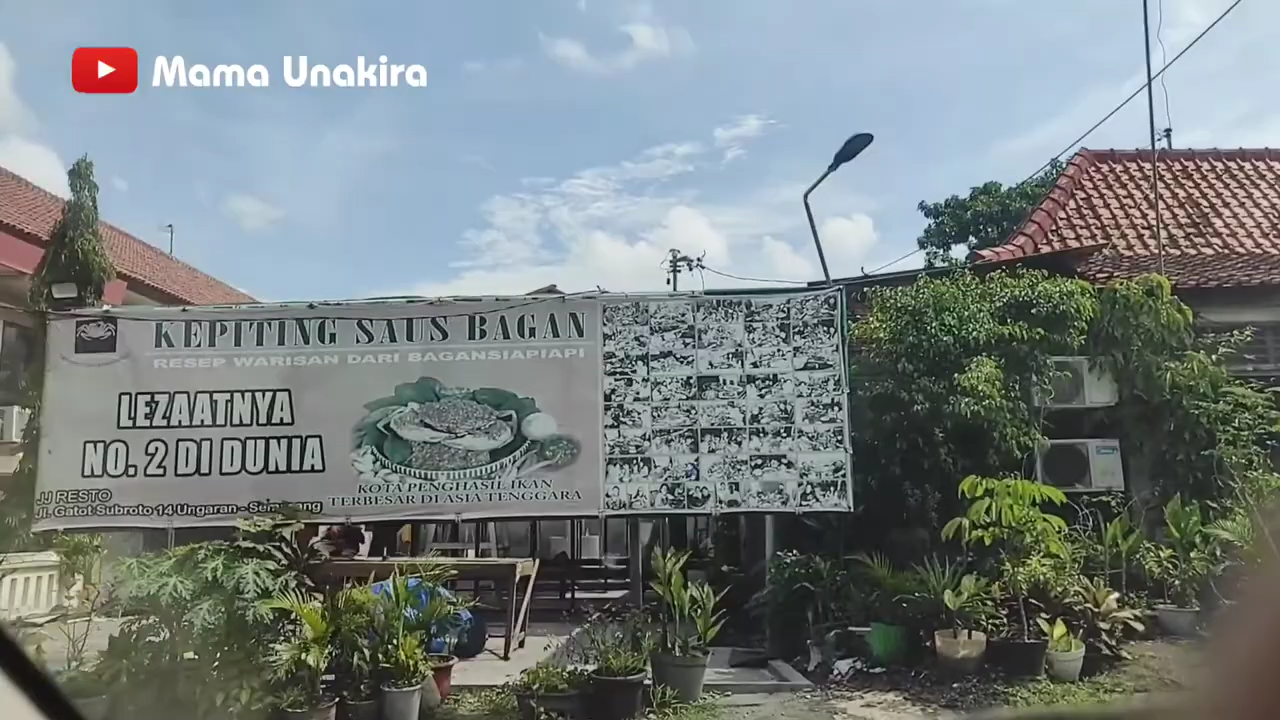 Mama Unakira
KEPITING SAUS BAGAN
RESEP WARISAN DARI BAGANSIAPIAPI
LEZAATNYA
NO. 2 DI DUNIA
KOTA PENGHASIL IKAN
TERBESAR DI ASIA TENGGARA
JJ RESTO
Jl. Gatot Subroto 14 Ungaran - Semarang